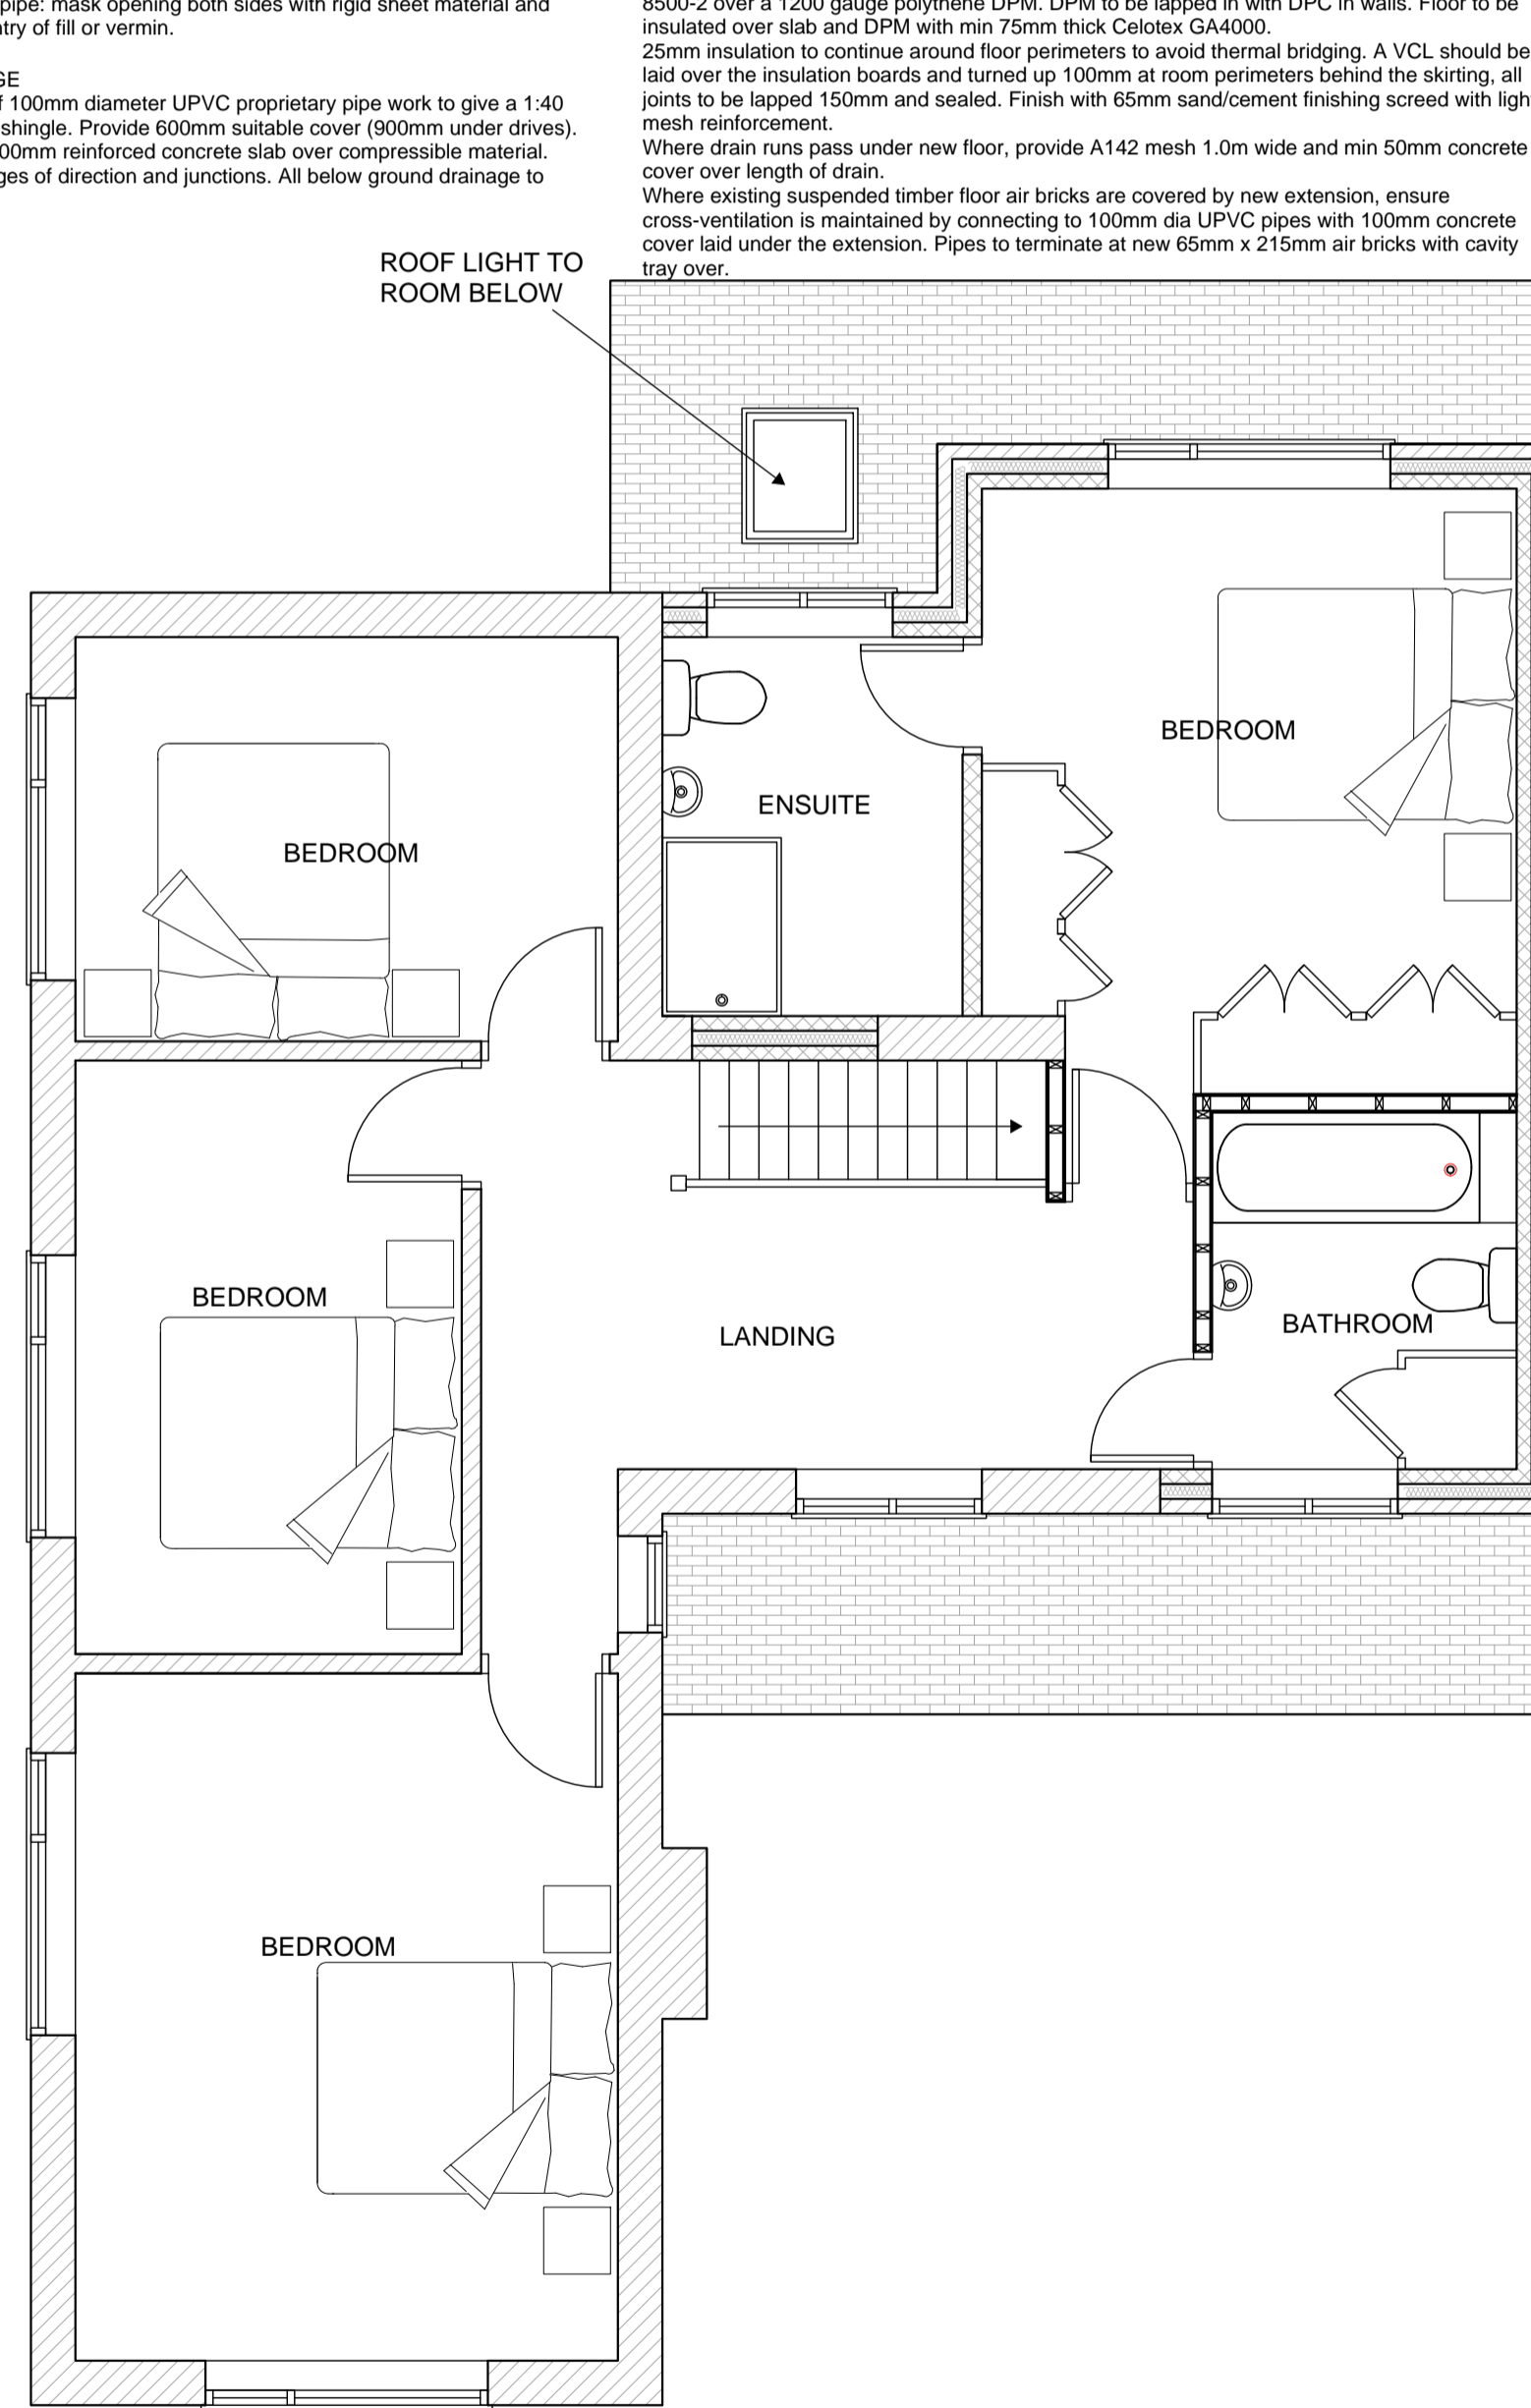 pipe: mask opening both sides with rigid sheet material and
try of fill or vermin.
GE
100mm diameter UPVC proprietary pipe work to give a 1:40
shingle. Provide 600mm suitable cover (900mm under drives).
00mm reinforced concrete slab over compressible material.
ges of direction and junctions. All below ground drainage to
8500-2 over a 1200 gauge polythene DPM. DPM to be lapped in with DPC in walls. Floor to be
insulated over slab and DPM with min 75mm thick Celotex GA4000.
25mm insulation to continue around floor perimeters to avoid thermal bridging. A VCL should be
laid over the insulation boards and turned up 100mm at room perimeters behind the skirting, all
joints to be lapped 150mm and sealed. Finish with 65mm sand/cement finishing screed with light
mesh reinforcement.
Where drain runs pass under new floor, provide A142 mesh 1.0m wide and min 50mm concrete
cover over length of drain.
Where existing suspended timber floor air bricks are covered by new extension, ensure
cross-ventilation is maintained by connecting to 100mm dia UPVC pipes with 100mm concrete
cover laid under the extension. Pipes to terminate at new 65mm x 215mm air bricks with cavity
tray over.
ROOF LIGHT TO
ROOM BELOW
BEDROOM
ENSUITE
BEDROOM
BEDROOM
LANDING
BATHROOM
BEDROOM